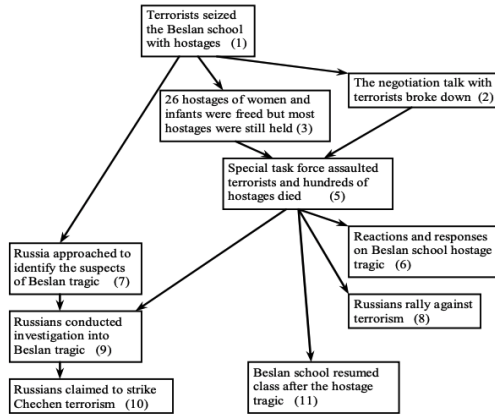 Terrorists seized
the Beslan school
with hostages (1)
The negotiation talk with
terrorists broke down (2)
26 hostages of women and
infants were freed but most
hostages were still held (3)
Special task force assaulted
terrorists and hundreds of
hostages died (5)
Reactions and responses
on Beslan school hostage
tragic (6)
Russia approached to
identify the suspects
of Beslan tragic (7)
Russians rally against
terrorism (8)
Russians conducted
investigation into
Beslan tragic (9)
Beslan school resumed
class after the hostage
tragic (11)
Russians claimed to strike
Chechen terrorism (10)